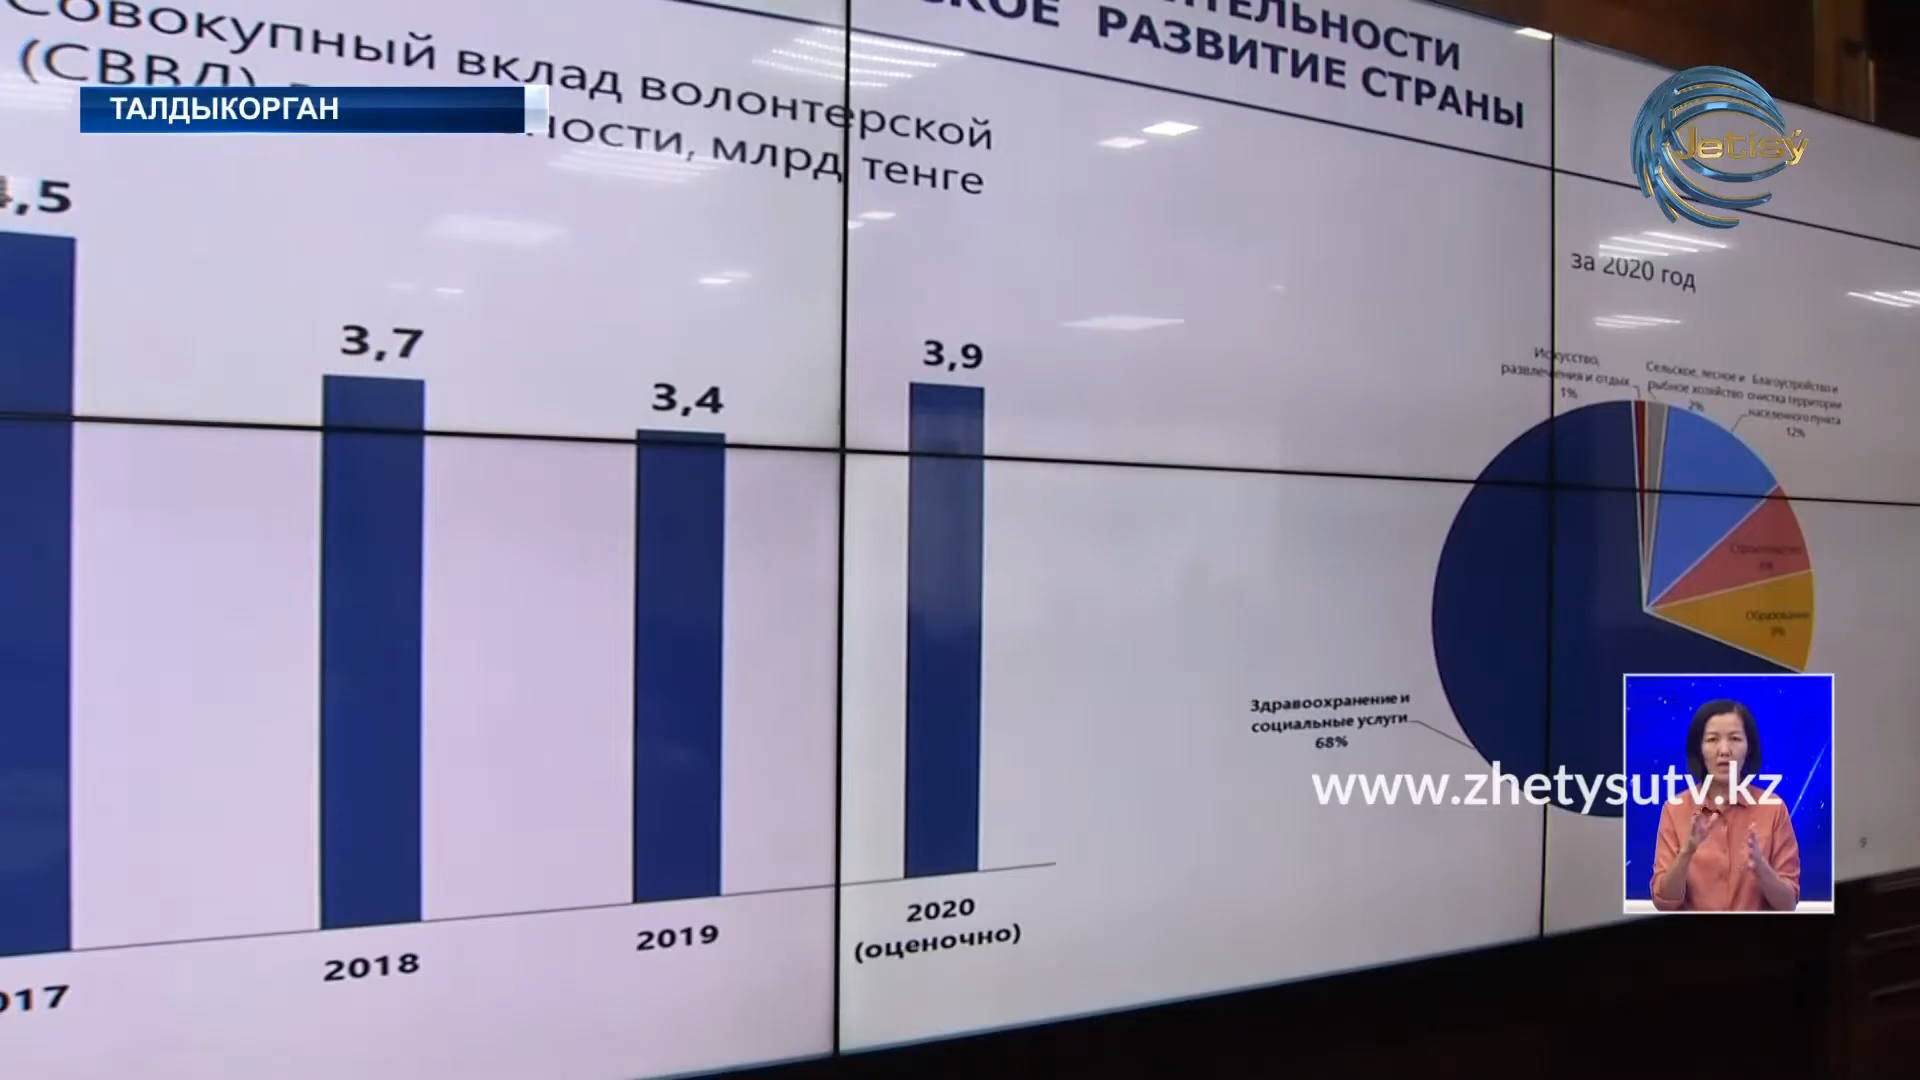 Совокупный вклад волонтерской
(СВВД)
ности, млрд тенге
ТАЛДЫКОРГАН
ТЕЛЬНОСТИ
СКОЕ РАЗВИТИЕ СТРАНЫ
Jetisý
,5
3,7
3,4
3,9
017
2018
2019
2020
(оценочно)
за 2020 год
Искусство,
развлечения и отдых
1%
Сельское, лесное и
рыбное хозяйство
2%
Благоустройство и
очистка территории
населенного пункта
12%
Строительство
Образование
9%
Здравоохранение и
социальные услуги
68%
www.zhetysutv.kz
9